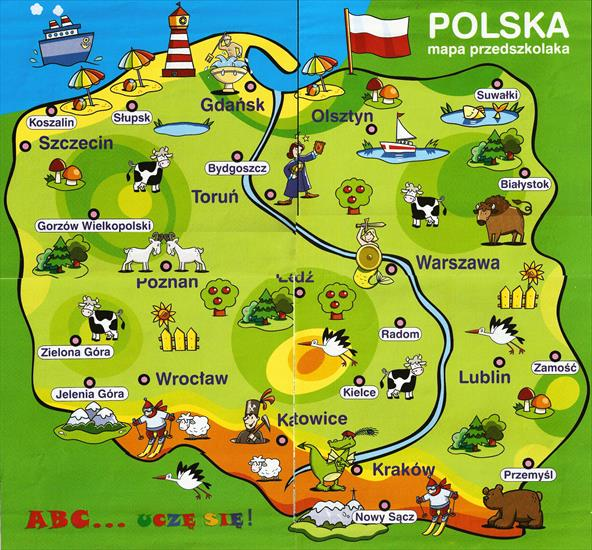 POLSKA
mapa przedszkolaka
Koszalin
Słupsk
Gdańsk
Olsztyn
Suwałki
Szczecin
Bydgoszcz
Toruń
Białystok
Gorzów Wielkopolski
Poznań
Łódź
Warszawa
Radom
Zielona Góra
Jelenia Góra
Wrocław
Kielce
Lublin
Zamość
Katowice
Kraków
Przemyśl
Nowy Sącz
ABC... UCZĘ SIĘ!